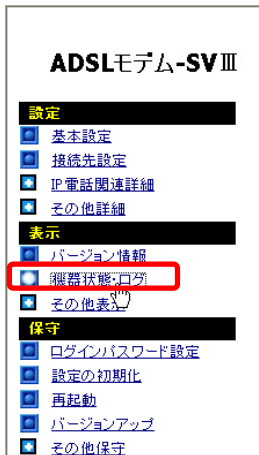 ADSLモデム-SVⅢ
設定
基本設定
接続先設定
IP電話関連詳細
その他詳細
表示
バージョン情報
機器状態・ログ
その他表示
保守
ログインパスワード設定
設定の初期化
再起動
バージョンアップ
その他保守